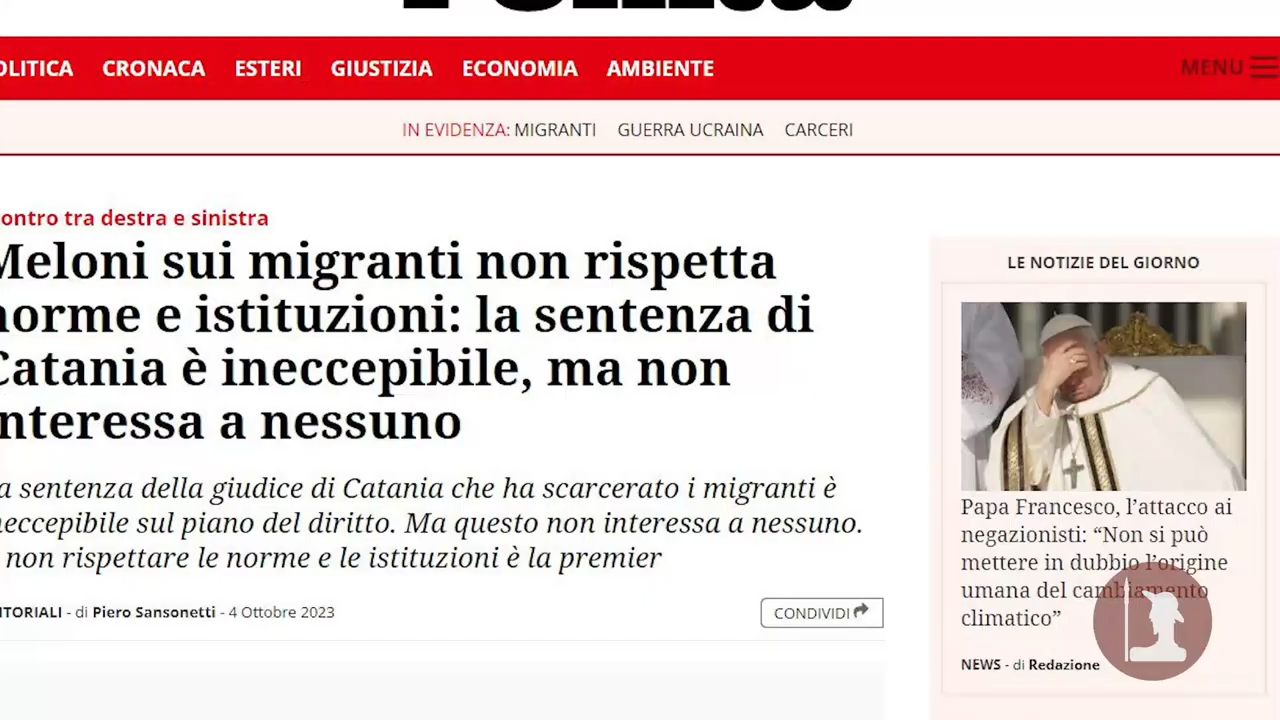 OLITICA CRONACA ESTERI GIUSTIZIA ECONOMIA AMBIENTE MENU
IN EVIDENZA: MIGRANTI GUERRA UCRAINA CARCERI
ontro tra destra e sinistra
Meloni sui migranti non rispetta
norme e istituzioni: la sentenza di
Catania è ineccepibile, ma non
nteressa a nessuno
a sentenza della giudice di Catania che ha scarcerato i migranti è
neccepibile sul piano del diritto. Ma questo non interessa a nessuno.
non rispettare le norme e le istituzioni è la premier
ITORIALI - di Piero Sansonetti - 4 Ottobre 2023
CONDIVIDI
LE NOTIZIE DEL GIORNO
Papa Francesco, l’attacco ai
negazionisti: “Non si può
mettere in dubbio l’origine
umana del cambiamento
climatico”
NEWS - di Redazione